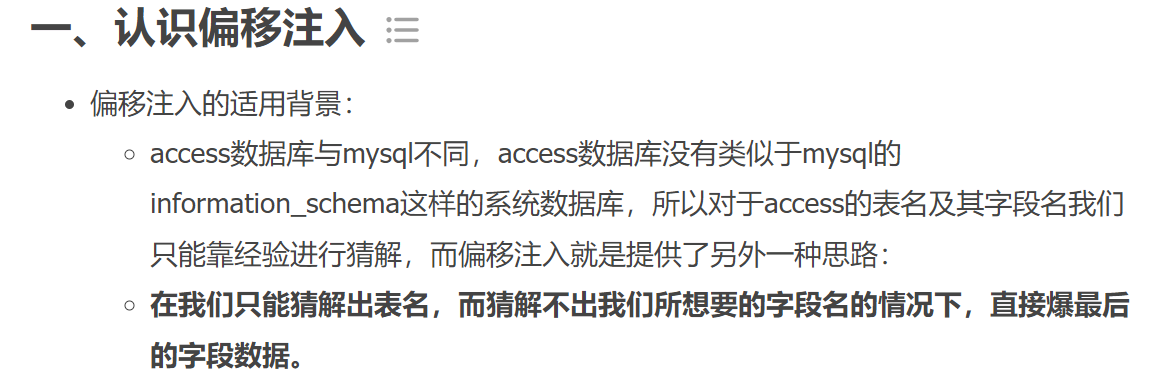 一、认识偏移注入
偏移注入的适用背景：
access数据库与mysql不同，access数据库没有类似于mysql的
information_schema这样的系统数据库，所以对于access的表名及其字段名我们
只能靠经验进行猜解，而偏移注入就是提供了另外一种思路：
在我们只能猜解出表名，而猜解不出我们所想要的字段名的情况下，直接爆最后
的字段数据。